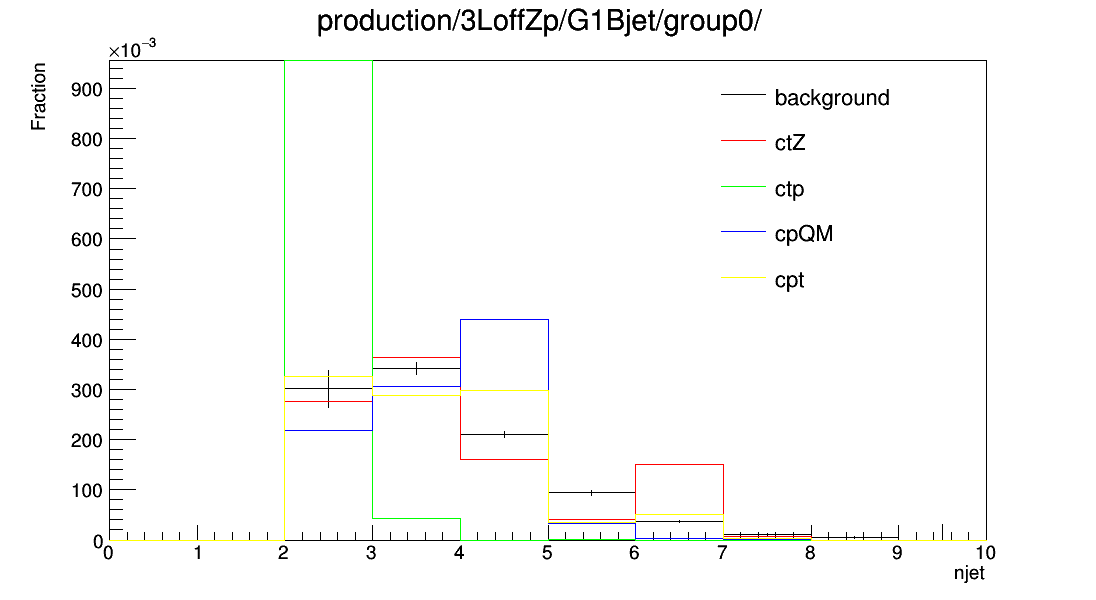 production/3LoffZp/G1Bjet/group0/
×10⁻³
Fraction
900
800
700
600
500
400
300
200
100
0
0 1 2 3 4 5 6 7 8 9 10
njet
background
ctZ
ctp
cpQM
cpt